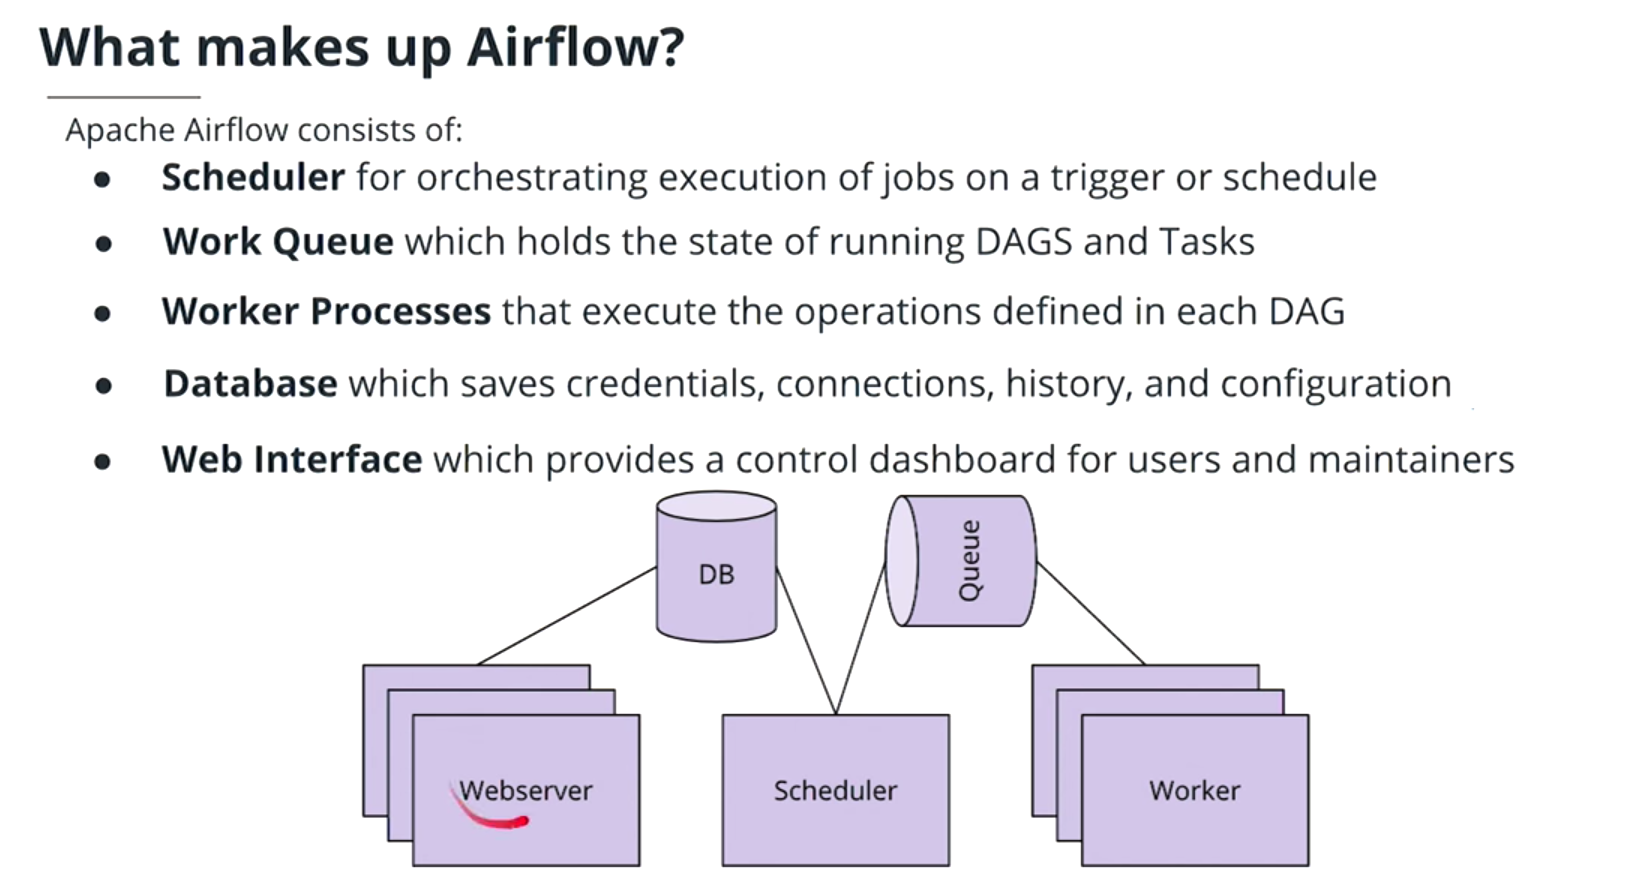 What makes up Airflow?
Apache Airflow consists of:
● Scheduler for orchestrating execution of jobs on a trigger or schedule
● Work Queue which holds the state of running DAGS and Tasks
● Worker Processes that execute the operations defined in each DAG
● Database which saves credentials, connections, history, and configuration
● Web Interface which provides a control dashboard for users and maintainers
DB
Queue
Webserver
Scheduler
Worker